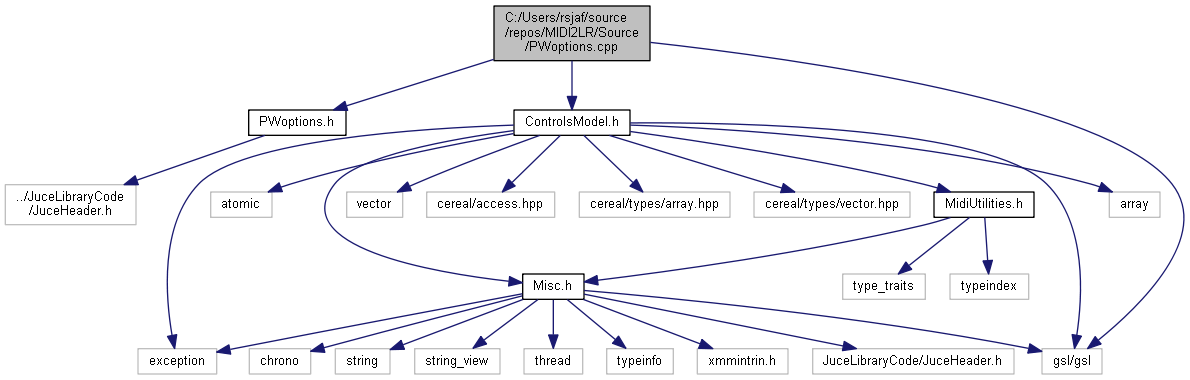 C:/Users/rsjaf/source
/repos/MIDI2LR/Source
/PWoptions.cpp
PWoptions.h
ControlsModel.h
../JuceLibraryCode
/JuceHeader.h
atomic
vector
cereal/access.hpp
cereal/types/array.hpp
cereal/types/vector.hpp
MidiUtilities.h
array
Misc.h
type_traits
typeindex
exception
chrono
string
string_view
thread
typeinfo
xmmintrin.h
JuceLibraryCode/JuceHeader.h
gsl/gsl